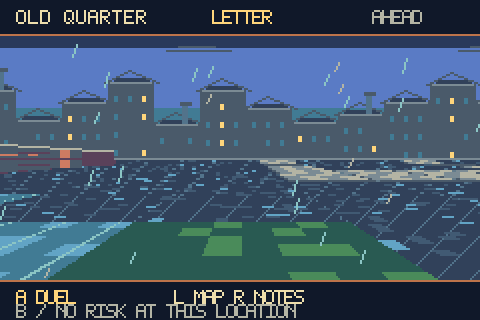 OLD QUARTER LETTER AHEAD
A DUEL L MAP R NOTES
B / NO RISK AT THIS LOCATION